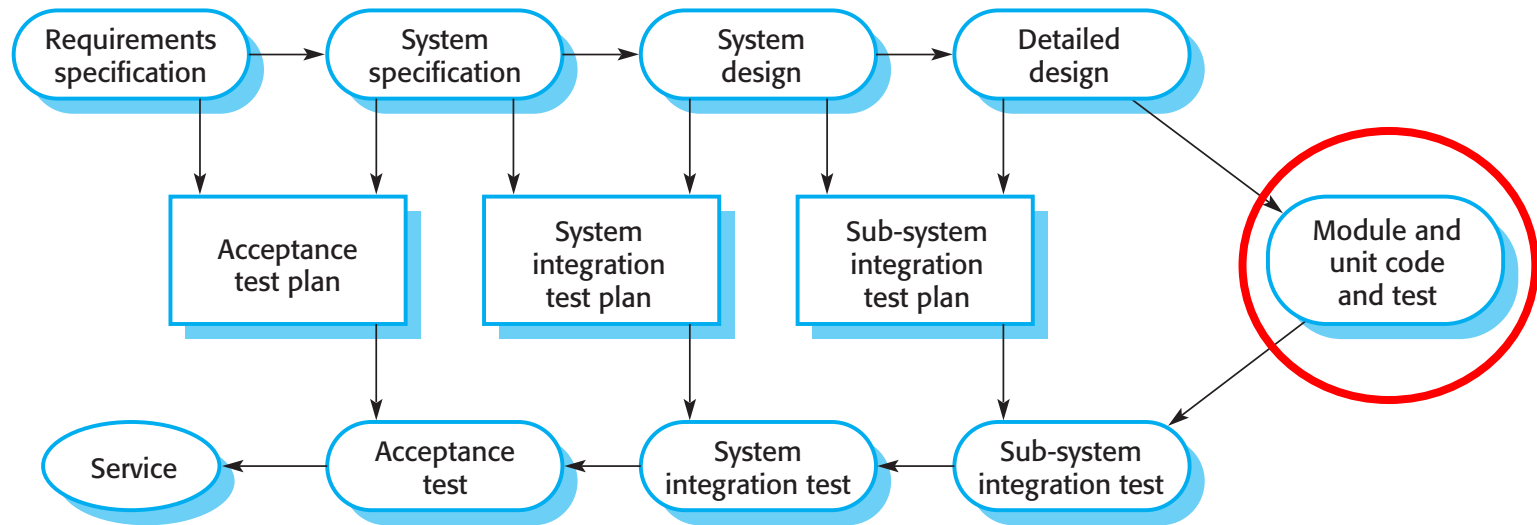 Requirements
specification
System
specification
System
design
Detailed
design
Acceptance
test plan
System
integration
test plan
Sub-system
integration
test plan
Module and
unit code
and test
Service
Acceptance
test
System
integration test
Sub-system
integration test